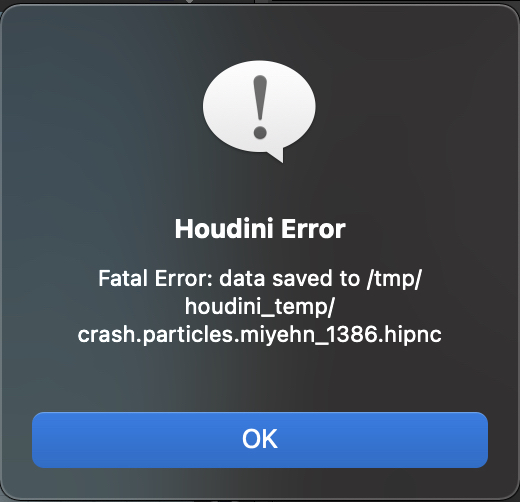 Houdini Error
Fatal Error: data saved to /tmp/
houdini_temp/
crash.particles.miyehn_1386.hipnc
OK